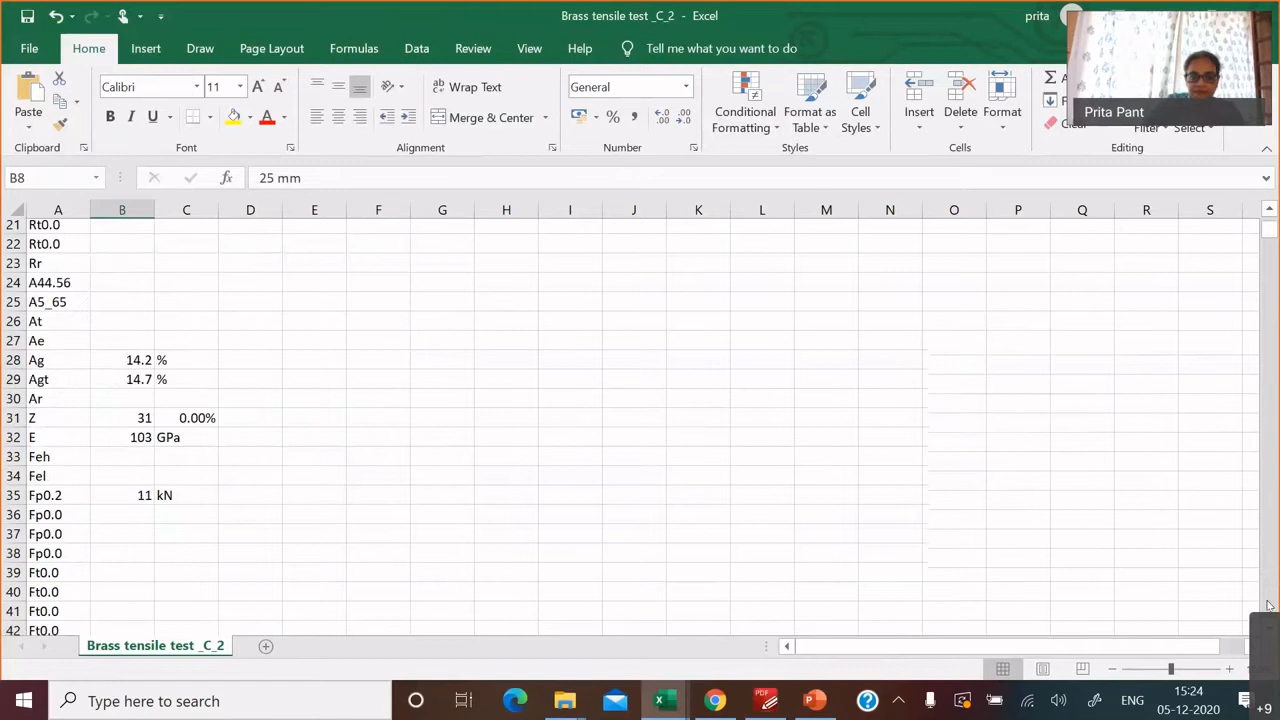 Brass tensile test _C_2 - Excel
prita
File Home Insert Draw Page Layout Formulas Data Review View Help Tell me what you want to do
Prita Pant
Paste
Clipboard
Calibri 11
B I U
Font
Wrap Text
Merge & Center
Alignment
General
Number
Conditional Formatting
Format as Table
Cell Styles
Styles
Insert
Delete
Format
Cells
Editing
B8 fx 25 mm
A B C D E F G H I J K L M N O P Q R S
21 Rt0.0
22 Rt0.0
23 Rr
24 A44.56
25 A5_65
26 At
27 Ae
28 Ag 14.2 %
29 Agt 14.7 %
30 Ar
31 Z 31 0.00%
32 E 103 GPa
33 Feh
34 Fel
35 Fp0.2 11 kN
36 Fp0.0
37 Fp0.0
38 Fp0.0
39 Ft0.0
40 Ft0.0
41 Ft0.0
42 Ft0.0
Brass tensile test _C_2
Type here to search
ENG
15:24
05-12-2020
+9